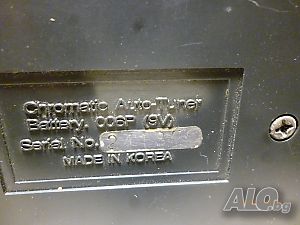 Chromatic Auto-Tuner
Battery, 006P (9V)
Serial. No.
MADE IN KOREA
ALO.bg